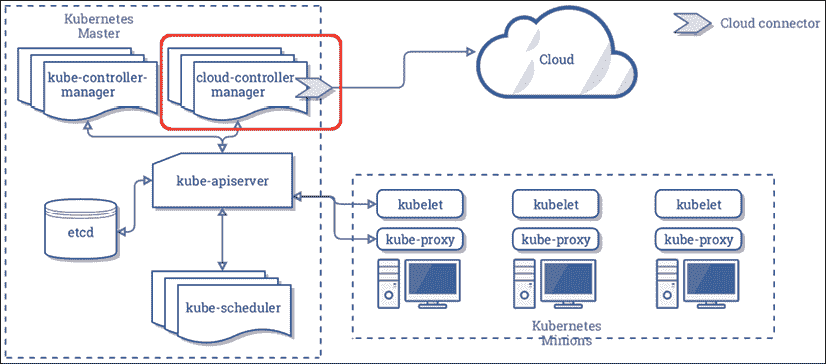 Kubernetes
Master
Cloud connector
kube-controller-
manager
cloud-controller
manager
Cloud
kube-apiserver
etcd
kube-scheduler
kubelet
kubelet
kubelet
kube-proxy
kube-proxy
kube-proxy
Kubernetes
Minions